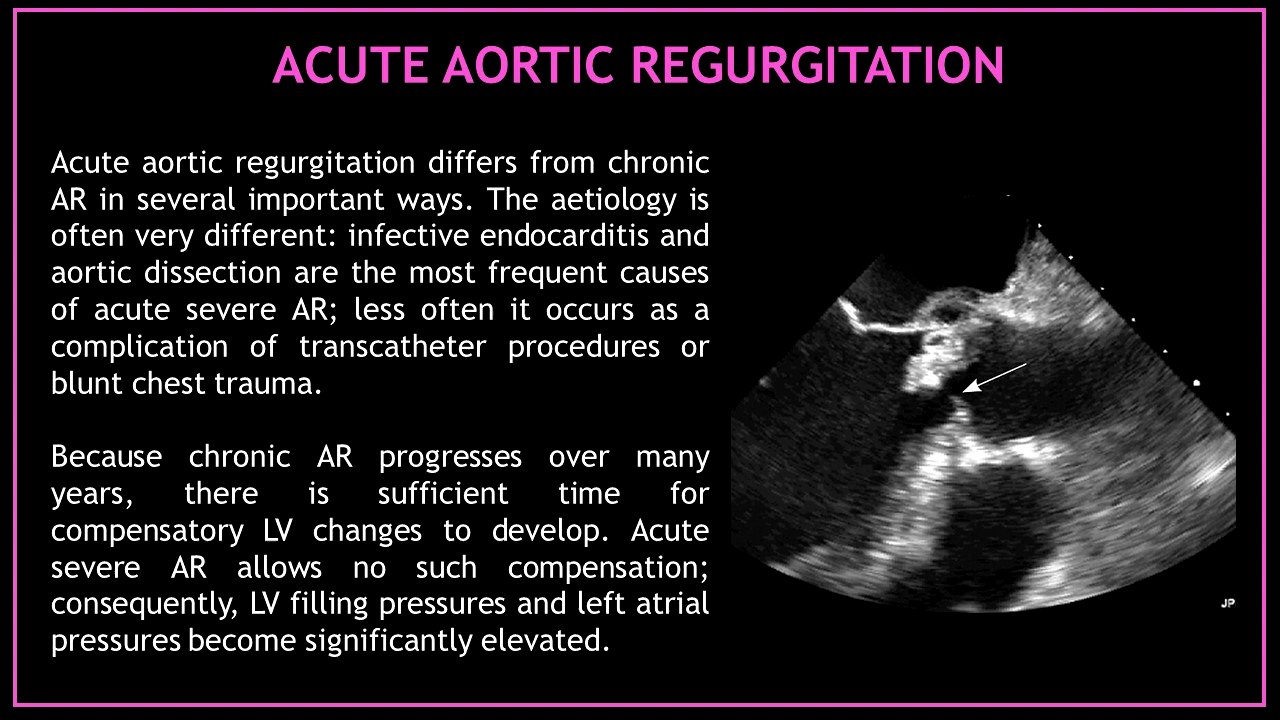 ACUTE AORTIC REGURGITATION
Acute aortic regurgitation differs from chronic
AR in several important ways. The aetiology is
often very different: infective endocarditis and
aortic dissection are the most frequent causes
of acute severe AR; less often it occurs as a
complication of transcatheter procedures or
blunt chest trauma.
Because chronic AR progresses over many
years, there is sufficient time for
compensatory LV changes to develop. Acute
severe AR allows no such compensation;
consequently, LV filling pressures and left atrial
pressures become significantly elevated.
JP